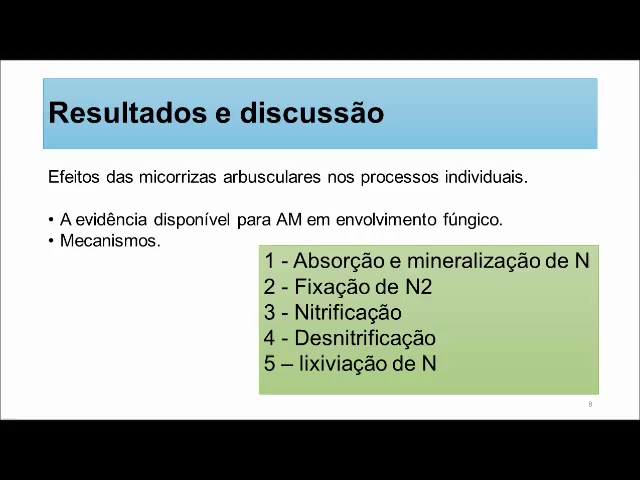 Resultados e discussão
Efeitos das micorrizas arbusculares nos processos individuais.
• A evidência disponível para AM em envolvimento fúngico.
• Mecanismos.
1 - Absorção e mineralização de N
2 - Fixação de N2
3 - Nitrificação
4 - Desnitrificação
5 – lixiviação de N
8